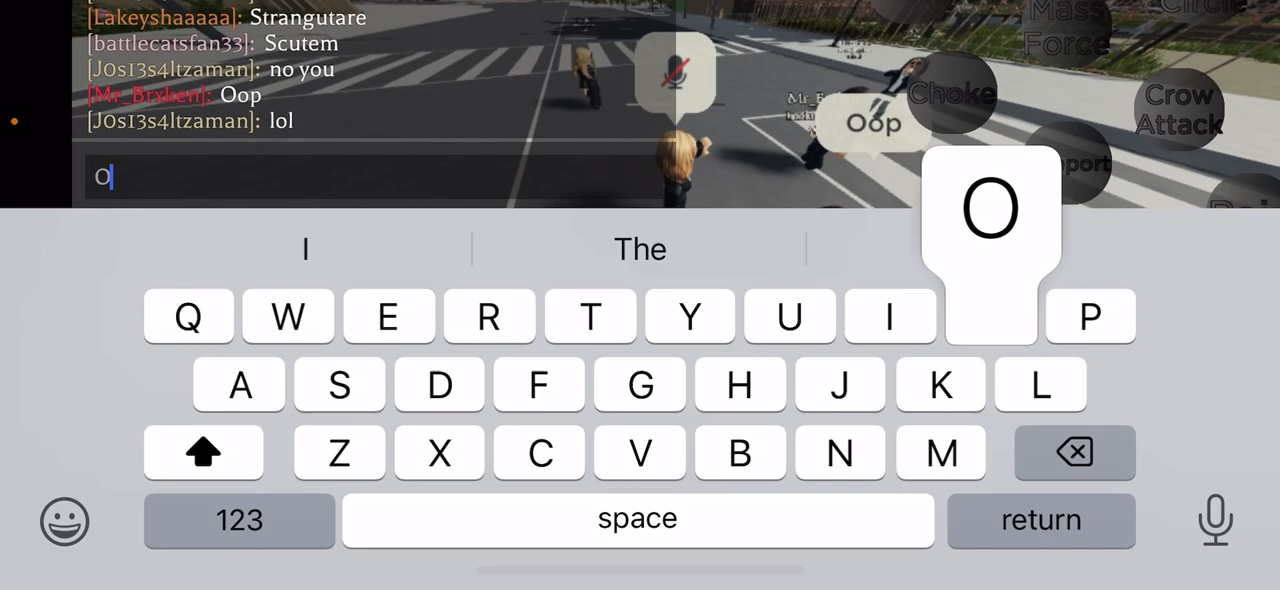 [Lakeyshaaaaa]: Strangutare
[battlecatsfan33]: Scutem
[J0s13s4ltzaman]: no you
[Mr_Brxken]: Oop
[J0s13s4ltzaman]: lol
O
Mass
Force
Circle
Choke
Crow
Attack
Oop
O
I
The
Q W E R T Y U I P
A S D F G H J K L
Z X C V B N M
123
space
return